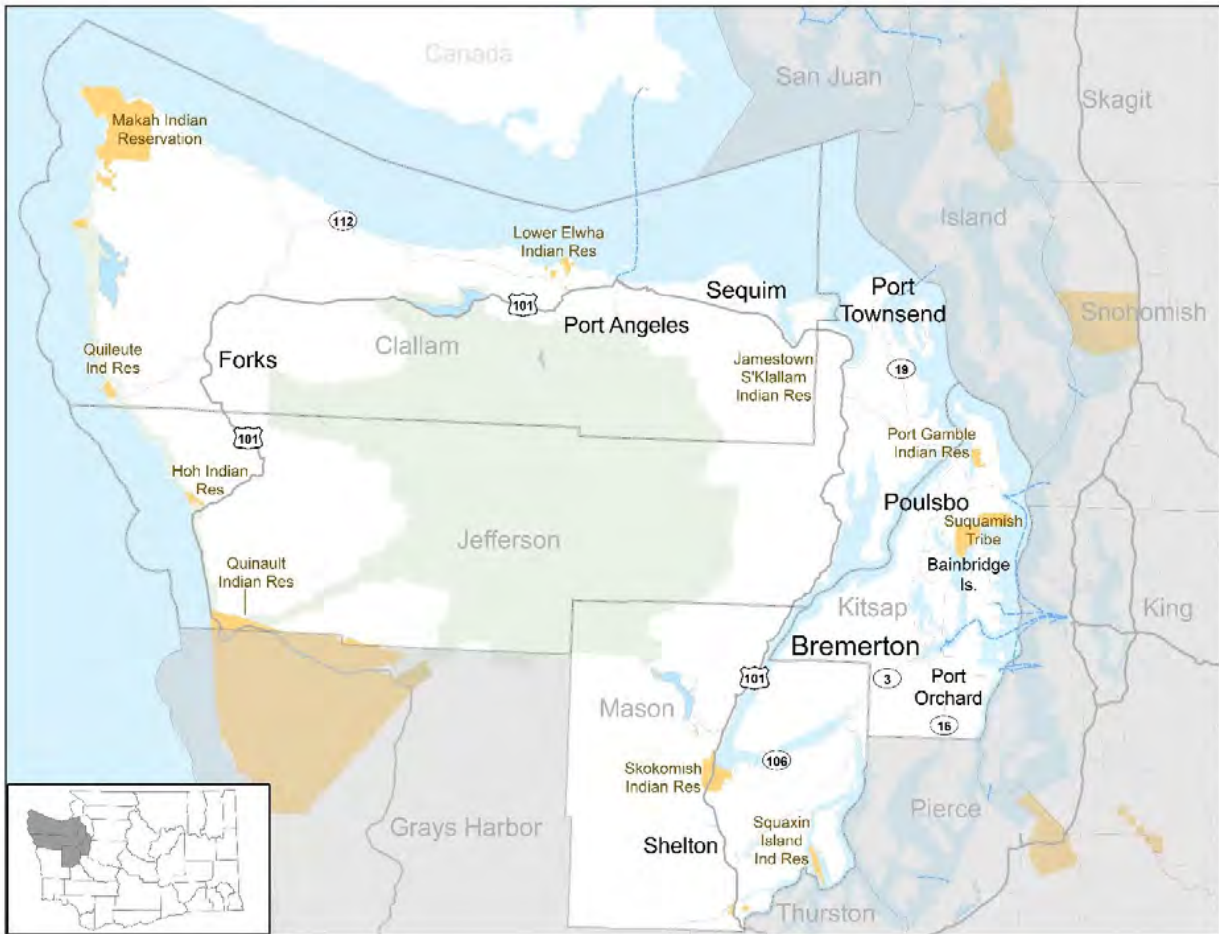 Canada
San Juan
Skagit
Makah Indian
Reservation
112
Lower Elwha
Indian Res
Island
Sequim
Port
Townsend
101
Port Angeles
Snohomish
Clallam
Quileute
Ind Res
Forks
Jamestown
S'Klallam
Indian Res
19
101
Port Gamble
Indian Res
Hoh Indian
Res
Poulsbo
Suquamish
Tribe
Jefferson
Bainbridge
Is.
Quinault
Indian Res
Kitsap
King
Bremerton
101
3
Port
Orchard
Mason
16
106
Skokomish
Indian Res
Pierce
Grays Harbor
Shelton
Squaxin
Island
Ind Res
Thurston